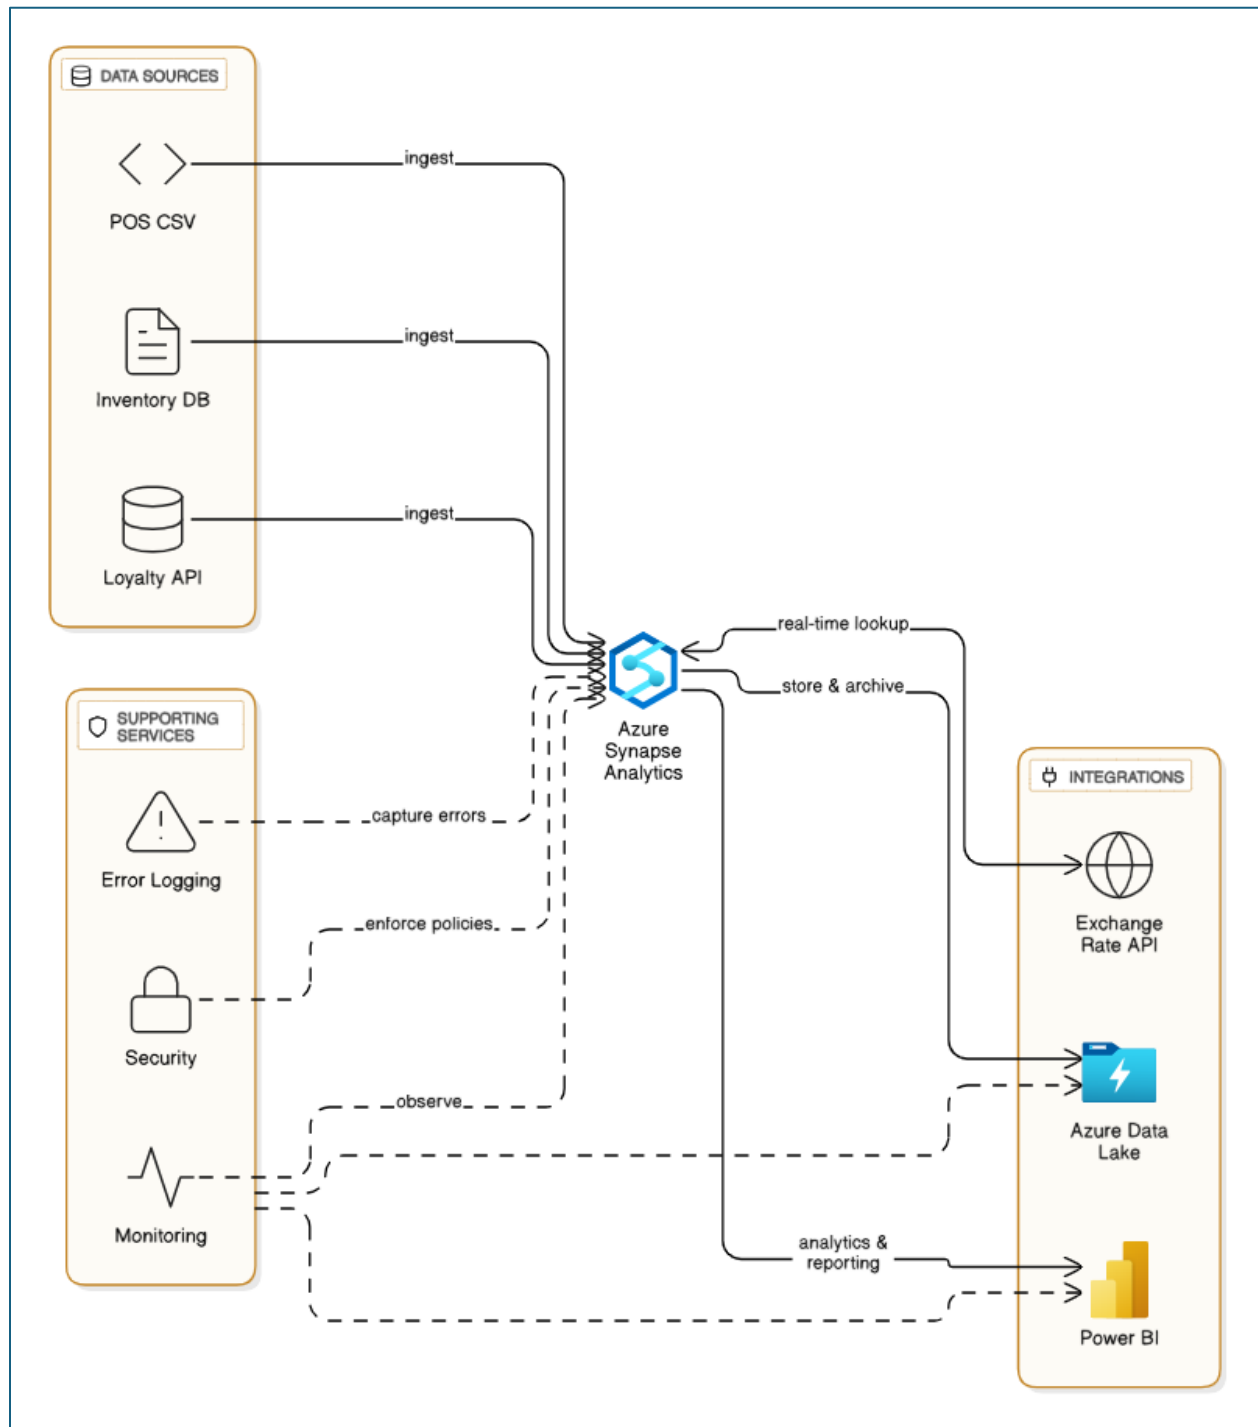 DATA SOURCES
ingest
POS CSV
ingest
Inventory DB
ingest
Loyalty API
real-time lookup
store & archive
Azure
Synapse
Analytics
SUPPORTING
SERVICES
capture errors
Error Logging
enforce policies
Security
observe
Monitoring
INTEGRATIONS
Exchange
Rate API
Azure Data
Lake
analytics &
reporting
Power BI